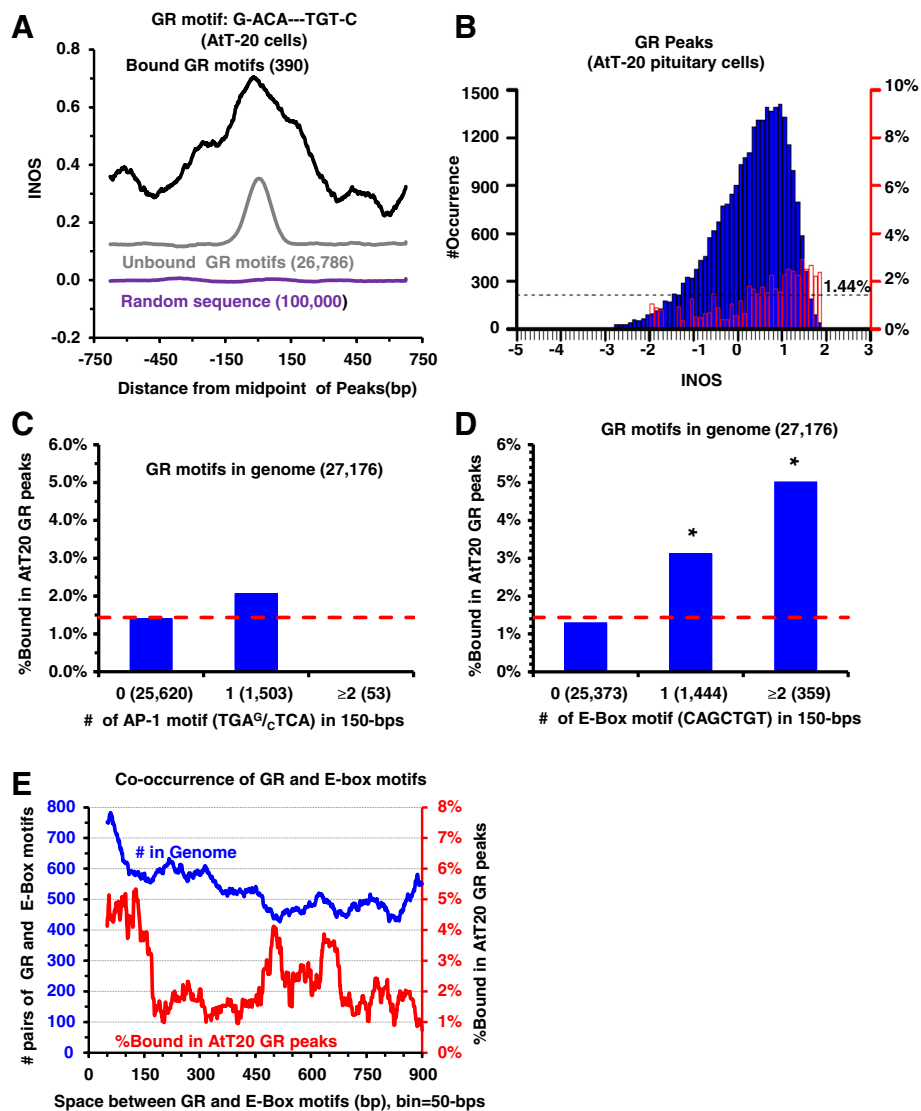 A
GR motif: G-ACA---TGT-C
(AtT-20 cells)
Bound GR motifs (390)
Unbound GR motifs (26,786)
Random sequence (100,000)
INOS
0.8
0.6
0.4
0.2
0.0
-0.2
-750 -450 -150 150 450 750
Distance from midpoint of Peaks(bp)
B
GR Peaks
(AtT-20 pituitary cells)
#Occurrence
1500
1200
900
600
300
0
10%
8%
6%
4%
2%
0%
1.44%
-5 -4 -3 -2 -1 0 1 2 3
INOS
C
GR motifs in genome (27,176)
%Bound in AtT20 GR peaks
6.0%
5.0%
4.0%
3.0%
2.0%
1.0%
0.0%
0 (25,620) 1 (1,503) ≥2 (53)
# of AP-1 motif (TGAG/CTCA) in 150-bps
D
GR motifs in genome (27,176)
%Bound in AtT20 GR peaks
6%
5%
4%
3%
2%
1%
0%
* *
0 (25,373) 1 (1,444) ≥2 (359)
# of E-Box motif (CAGCTGT) in 150-bps
E
Co-occurrence of GR and E-box motifs
# pairs of GR and E-Box motifs
800
700
600
500
400
300
200
100
0
# in Genome
%Bound in AtT20 GR peaks
8%
7%
6%
5%
4%
3%
2%
1%
0%
%Bound in AtT20 GR peaks
0 150 300 450 600 750 900
Space between GR and E-Box motifs (bp), bin=50-bps